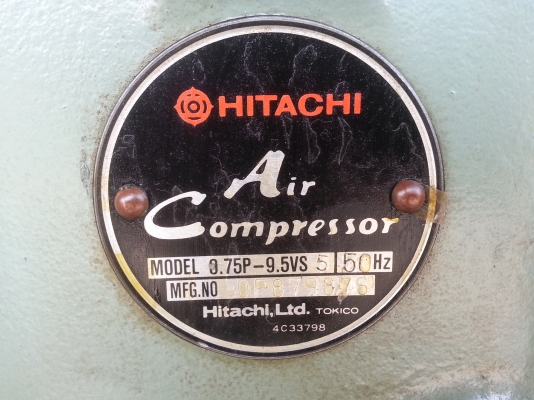 HITACHI
Air
Compressor
MODEL 0.75P-9.5VS 5 50Hz
MFG.NO
Hitachi,Ltd. TOKICO
4C33798